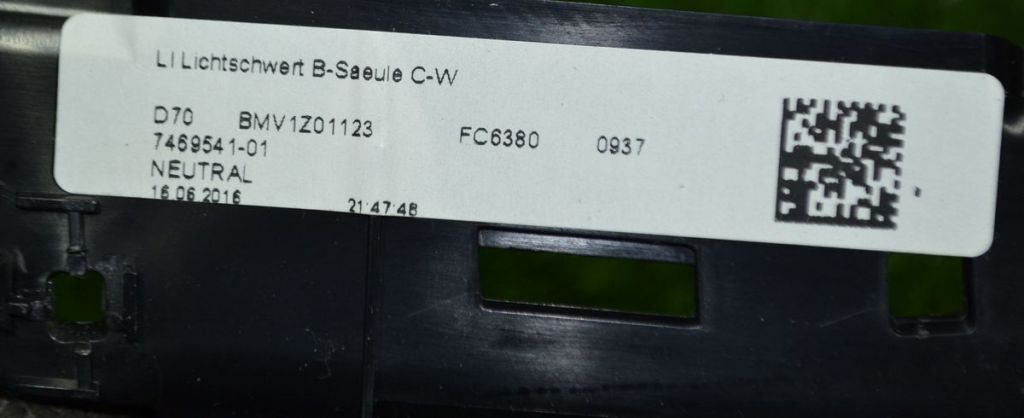 LI Lichtschwert B-Saeule C-W
D70 BMV1Z01123 FC6380 0937
7469541-01
NEUTRAL
16.06.2016 21:47:48